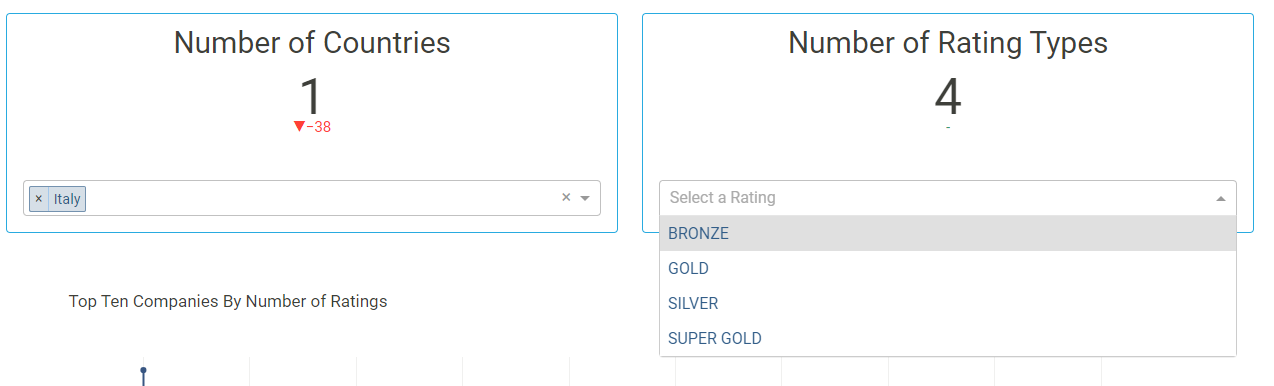 Number of Countries
1
▼−38
× Italy ×
Number of Rating Types
4
-
Select a Rating
BRONZE
GOLD
SILVER
SUPER GOLD
Top Ten Companies By Number of Ratings